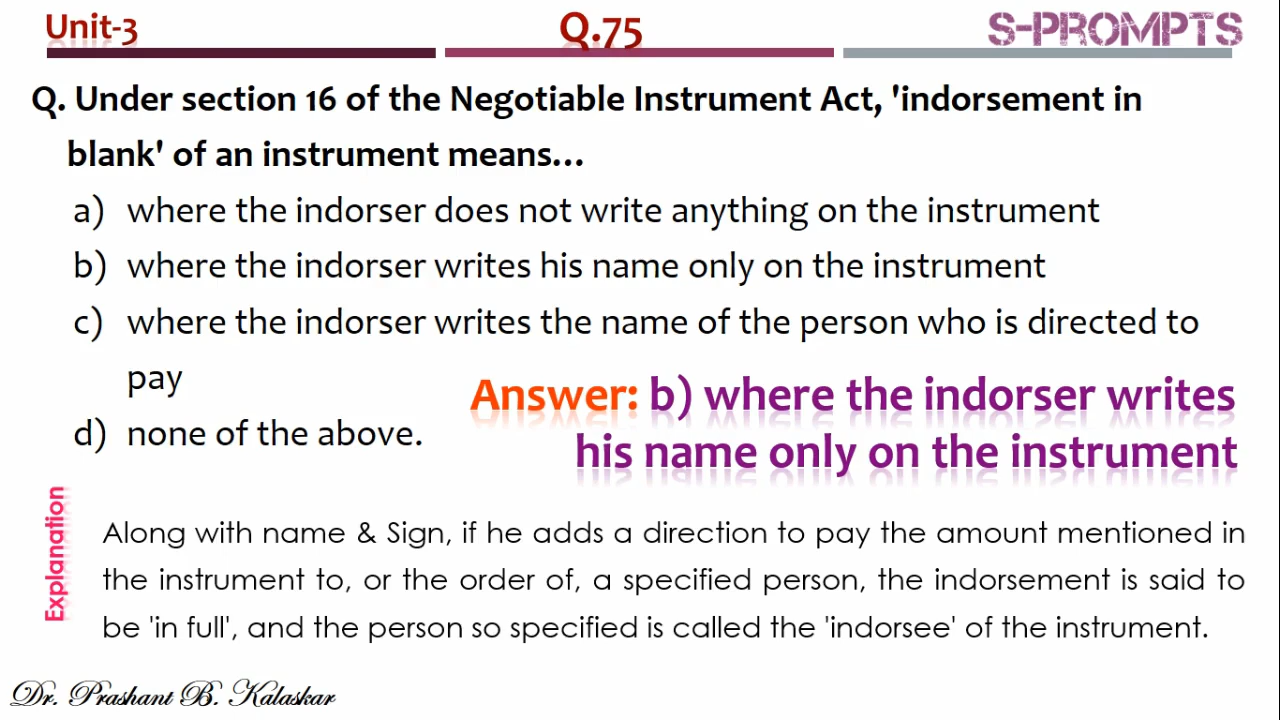 Unit-3
Q.75
S-PROMPTS
Q. Under section 16 of the Negotiable Instrument Act, 'indorsement in
blank' of an instrument means...
a) where the indorser does not write anything on the instrument
b) where the indorser writes his name only on the instrument
c) where the indorser writes the name of the person who is directed to
pay
d) none of the above.
Answer: b) where the indorser writes
his name only on the instrument
Explanation
Along with name & Sign, if he adds a direction to pay the amount mentioned in
the instrument to, or the order of, a specified person, the indorsement is said to
be 'in full', and the person so specified is called the 'indorsee' of the instrument.
Dr. Prashant B. Kalaskar